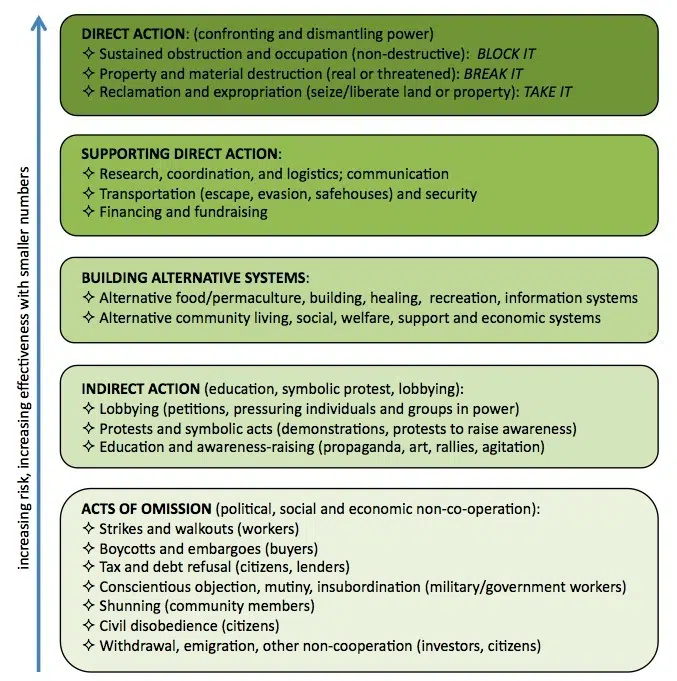 DIRECT ACTION: (confronting and dismantling power)
✧ Sustained obstruction and occupation (non-destructive): BLOCK IT
✧ Property and material destruction (real or threatened): BREAK IT
✧ Reclamation and expropriation (seize/liberate land or property): TAKE IT
SUPPORTING DIRECT ACTION:
✧ Research, coordination, and logistics; communication
✧ Transportation (escape, evasion, safehouses) and security
✧ Financing and fundraising
BUILDING ALTERNATIVE SYSTEMS:
✧ Alternative food/permaculture, building, healing, recreation, information systems
✧ Alternative community living, social, welfare, support and economic systems
INDIRECT ACTION (education, symbolic protest, lobbying):
✧ Lobbying (petitions, pressuring individuals and groups in power)
✧ Protests and symbolic acts (demonstrations, protests to raise awareness)
✧ Education and awareness-raising (propaganda, art, rallies, agitation)
ACTS OF OMISSION (political, social and economic non-co-operation):
✧ Strikes and walkouts (workers)
✧ Boycotts and embargoes (buyers)
✧ Tax and debt refusal (citizens, lenders)
✧ Conscientious objection, mutiny, insubordination (military/government workers)
✧ Shunning (community members)
✧ Civil disobedience (citizens)
✧ Withdrawal, emigration, other non-cooperation (investors, citizens)
increasing risk, increasing effectiveness with smaller numbers